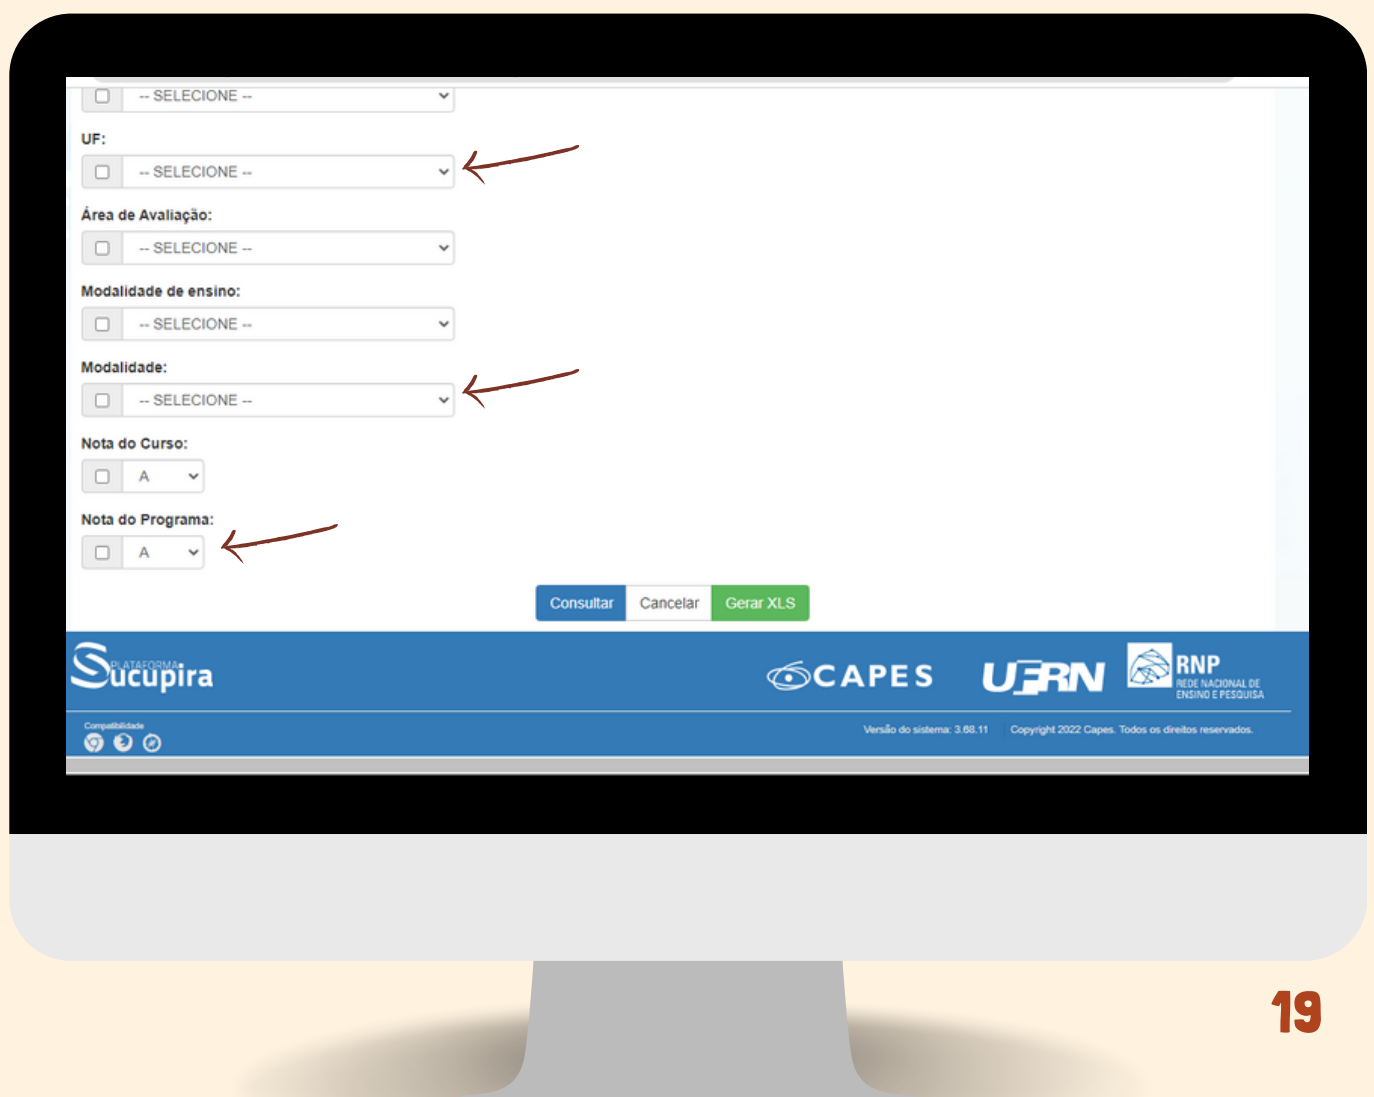 -- SELECIONE --
UF:
-- SELECIONE --
Área de Avaliação:
-- SELECIONE --
Modalidade de ensino:
-- SELECIONE --
Modalidade:
-- SELECIONE --
Nota do Curso:
A
Nota do Programa:
A
Consultar Cancelar Gerar XLS
PLATAFORMA
Sucupira
CAPES UFRN RNP
REDE NACIONAL DE
ENSINO E PESQUISA
Compatibilidade
Versão do sistema: 3.68.11 Copyright 2022 Capes. Todos os direitos reservados.
19